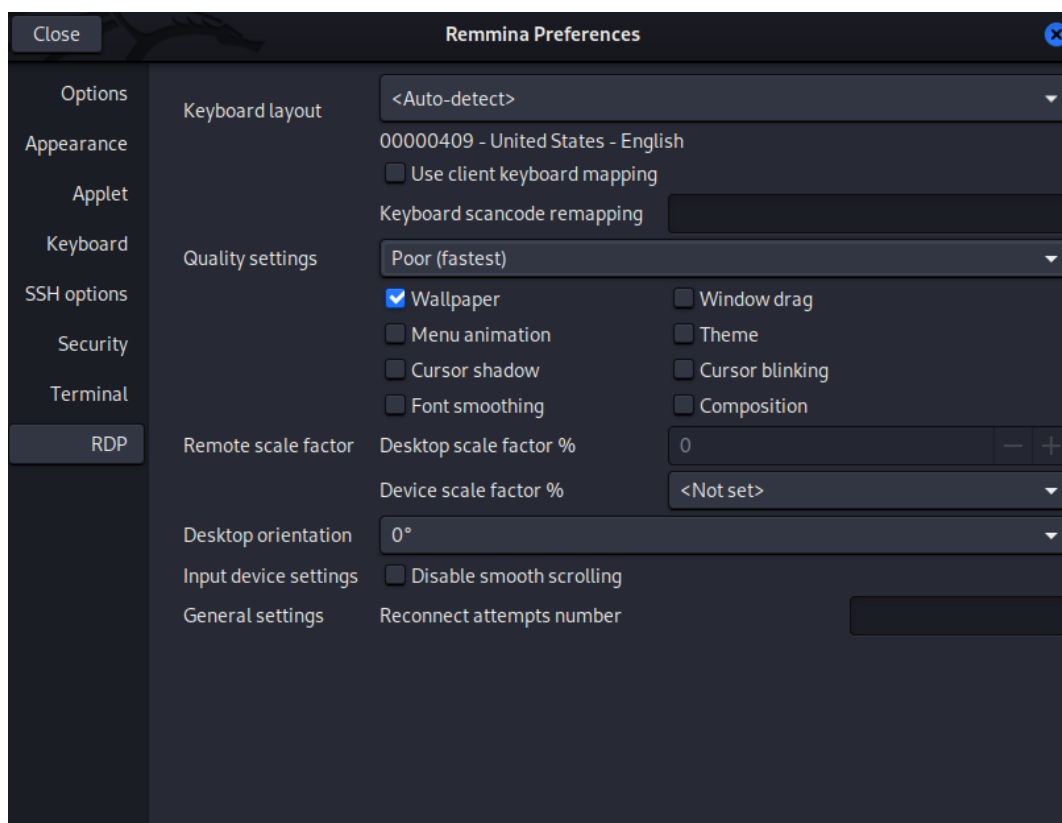 Close
Remmina Preferences
Options
Appearance
Applet
Keyboard
SSH options
Security
Terminal
RDP
Keyboard layout
<Auto-detect>
00000409 - United States - English
Use client keyboard mapping
Keyboard scancode remapping
Quality settings
Poor (fastest)
Wallpaper
Window drag
Menu animation
Theme
Cursor shadow
Cursor blinking
Font smoothing
Composition
Remote scale factor
Desktop scale factor %
0
Device scale factor %
<Not set>
Desktop orientation
0°
Input device settings
Disable smooth scrolling
General settings
Reconnect attempts number